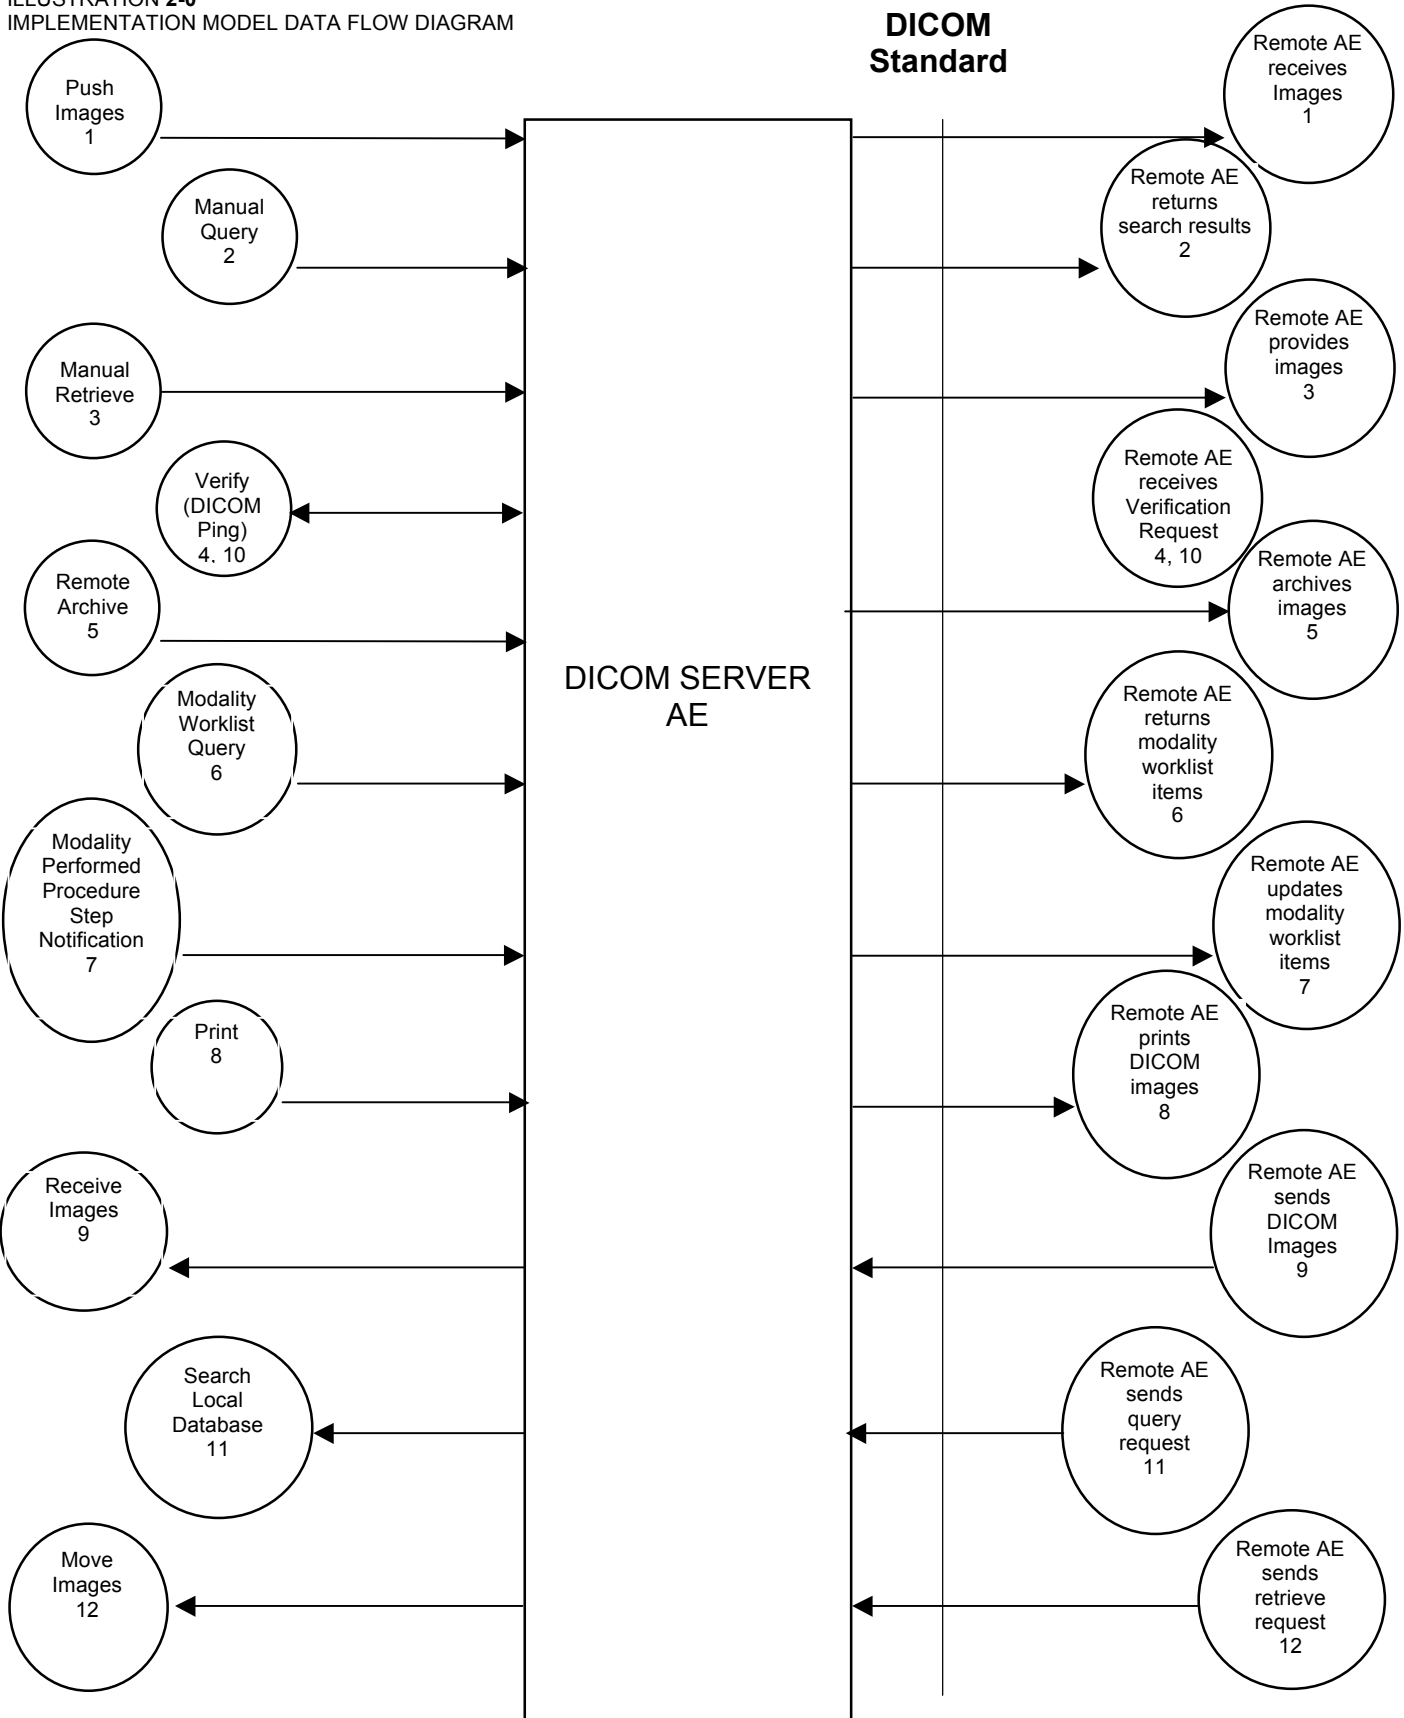 ILLUSTRATION 2-0
IMPLEMENTATION MODEL DATA FLOW DIAGRAM
DICOM
Standard
Push
Images
1
Remote AE
receives
Images
1
Manual
Query
2
Remote AE
returns
search results
2
Manual
Retrieve
3
Remote AE
provides
images
3
Verify
(DICOM
Ping)
4, 10
Remote AE
receives
Verification
Request
4, 10
Remote
Archive
5
Remote AE
archives
images
5
DICOM SERVER
AE
Modality
Worklist
Query
6
Remote AE
returns
modality
worklist
items
6
Modality
Performed
Procedure
Step
Notification
7
Remote AE
updates
modality
worklist
items
7
Print
8
Remote AE
prints
DICOM
images
8
Receive
Images
9
Remote AE
sends
DICOM
Images
9
Search
Local
Database
11
Remote AE
sends
query
request
11
Move
Images
12
Remote AE
sends
retrieve
request
12